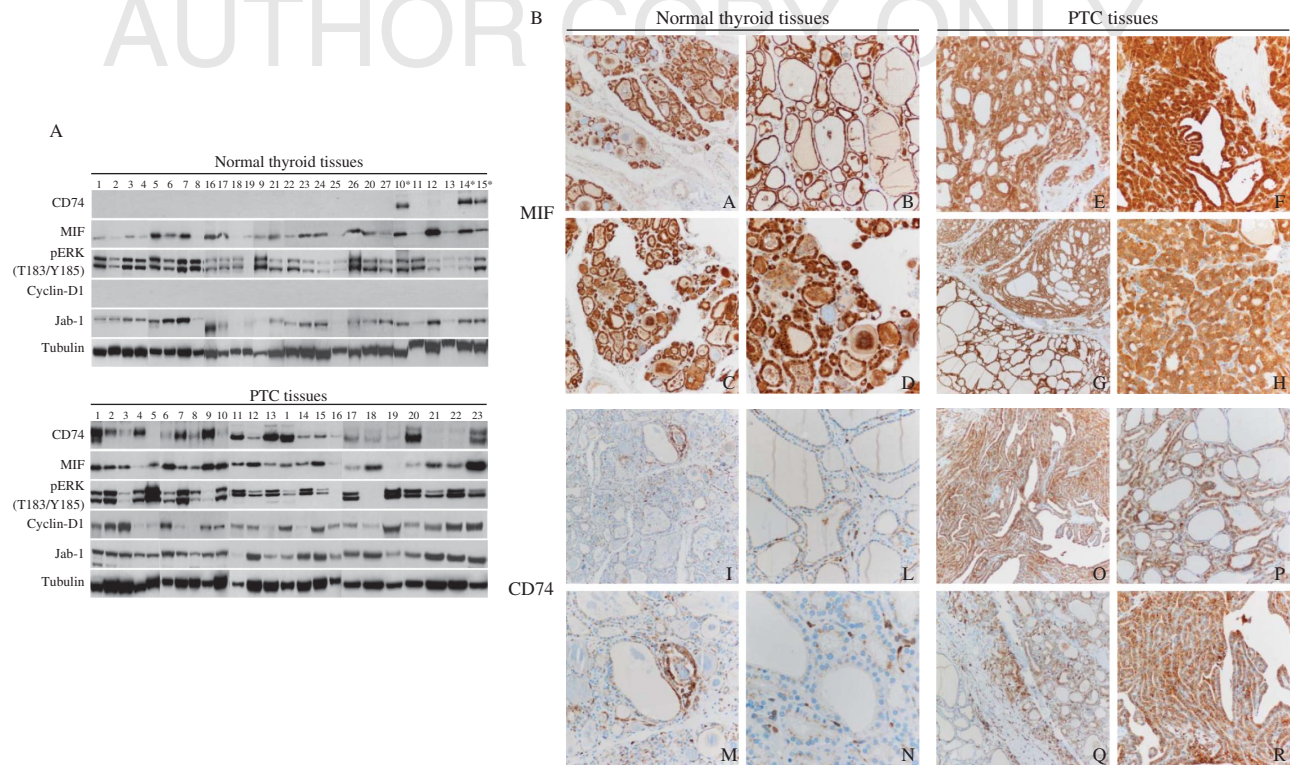 AUTHOR COPY ONLY
A
Normal thyroid tissues
1 2 3 4 5 6 7 8 16 17 18 19 9 21 22 23 24 25 26 20 27 10* 11 12 13 14* 15*
CD74
MIF
pERK
(T183/Y185)
Cyclin-D1
Jab-1
Tubulin
PTC tissues
1 2 3 4 5 6 7 8 9 10 11 12 13 1 14 15 16 17 18 19 20 21 22 23
CD74
MIF
pERK
(T183/Y185)
Cyclin-D1
Jab-1
Tubulin
B
Normal thyroid tissues PTC tissues
MIF
A B E F
C D G H
CD74
I L O P
M N Q R